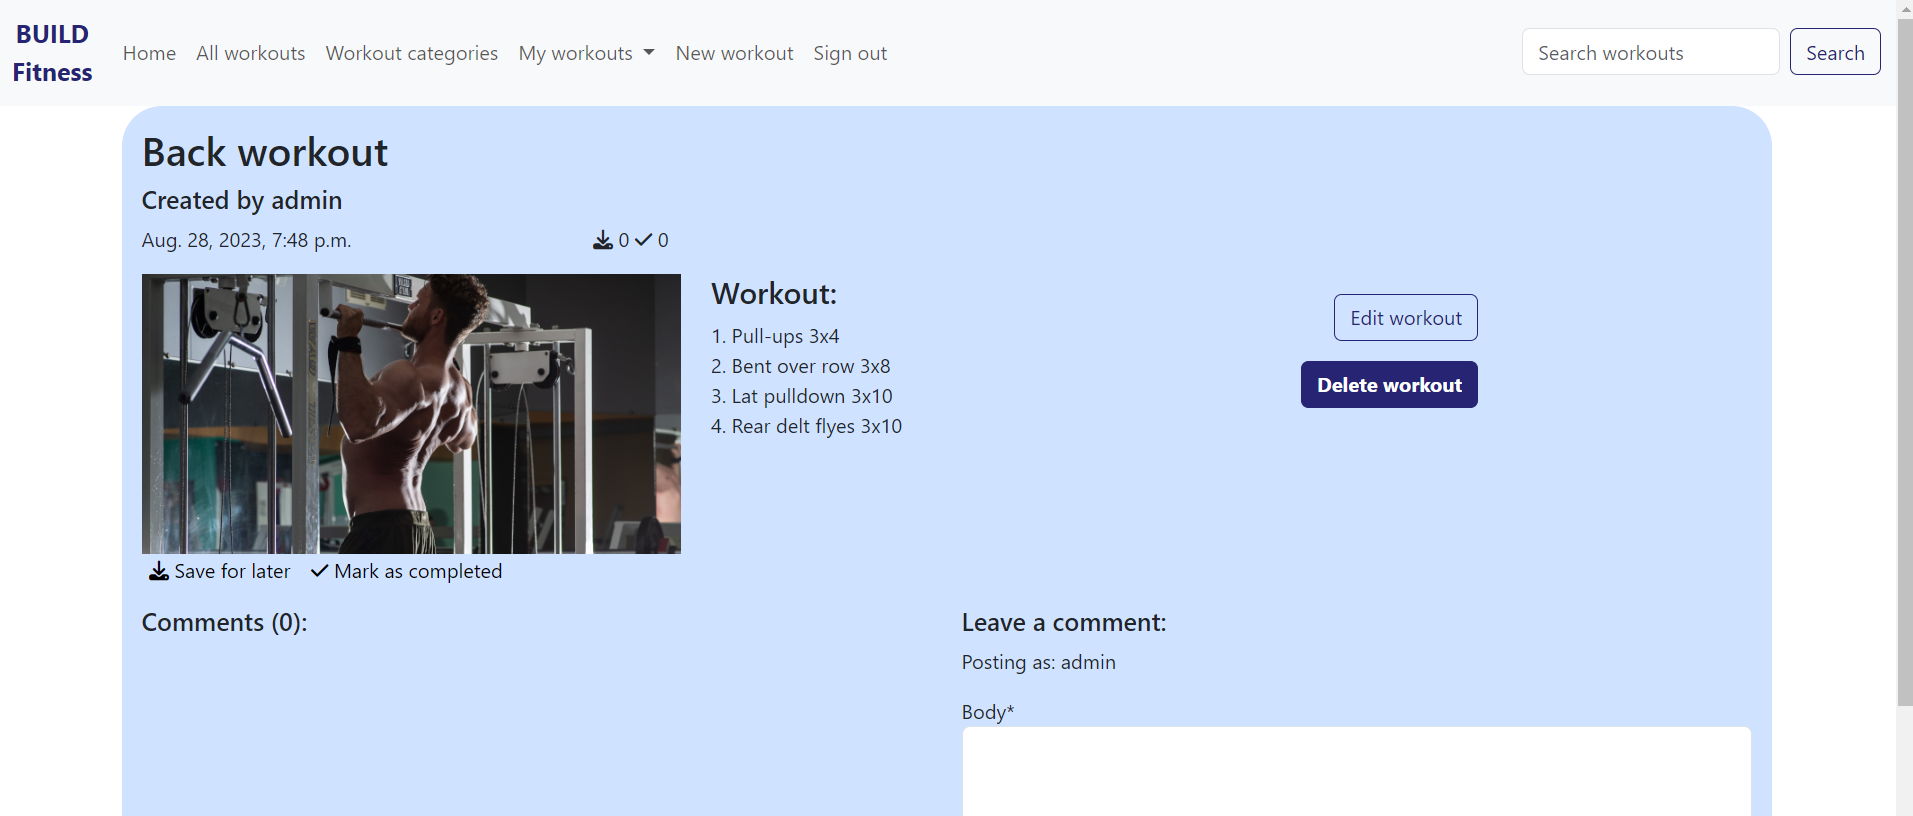 BUILD
Fitness
Home All workouts Workout categories My workouts New workout Sign out
Search workouts Search
Back workout
Created by admin
Aug. 28, 2023, 7:48 p.m. 0 0
Workout:
1. Pull-ups 3x4
2. Bent over row 3x8
3. Lat pulldown 3x10
4. Rear delt flyes 3x10
Edit workout
Delete workout
Save for later Mark as completed
Comments (0):
Leave a comment:
Posting as: admin
Body*